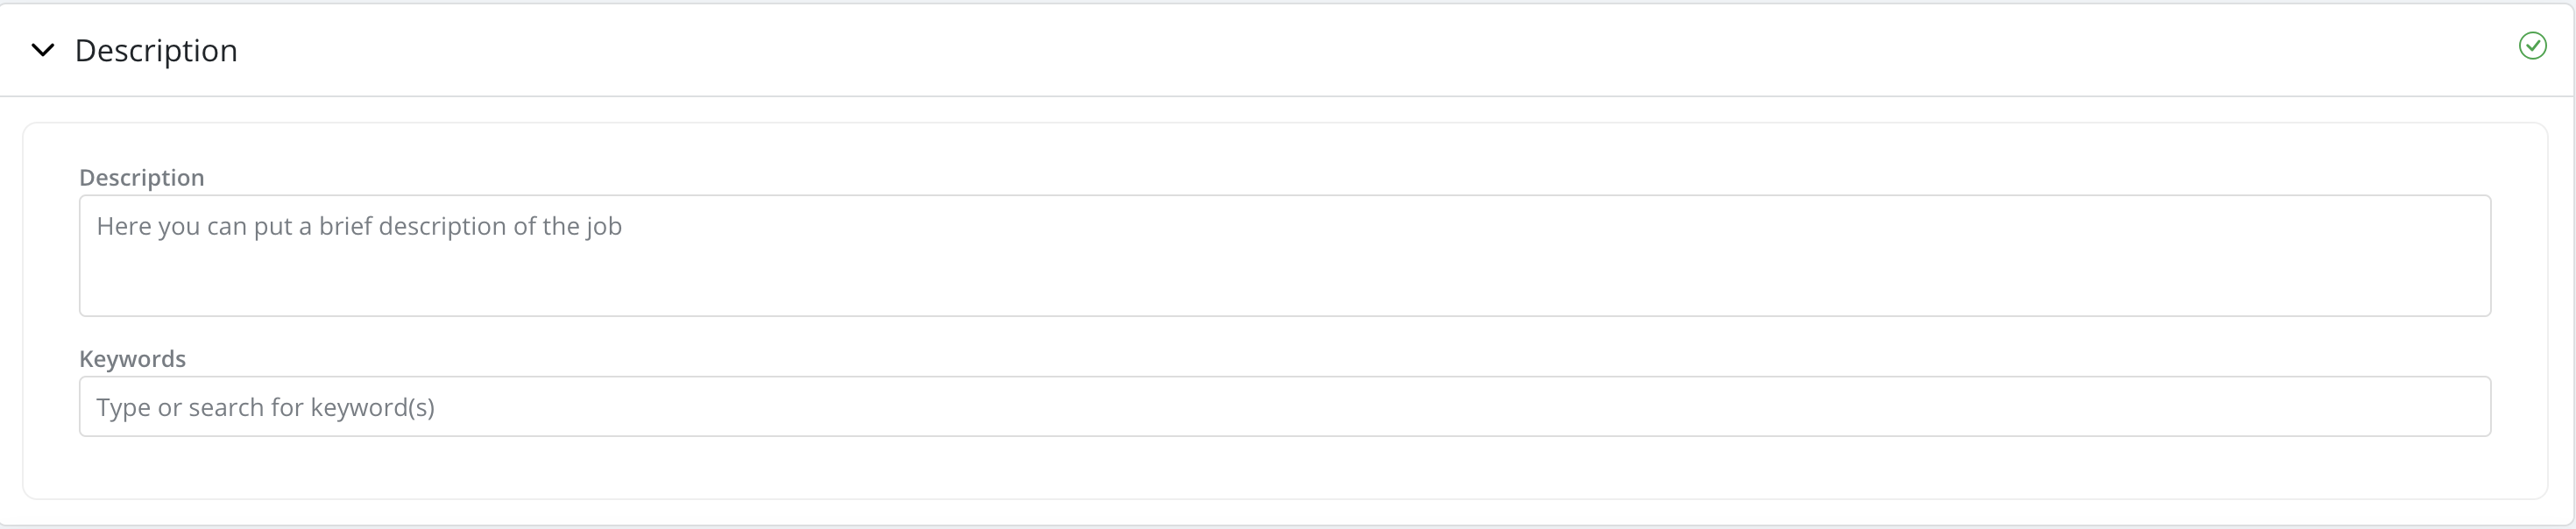 Description
Description
Here you can put a brief description of the job
Keywords
Type or search for keyword(s)